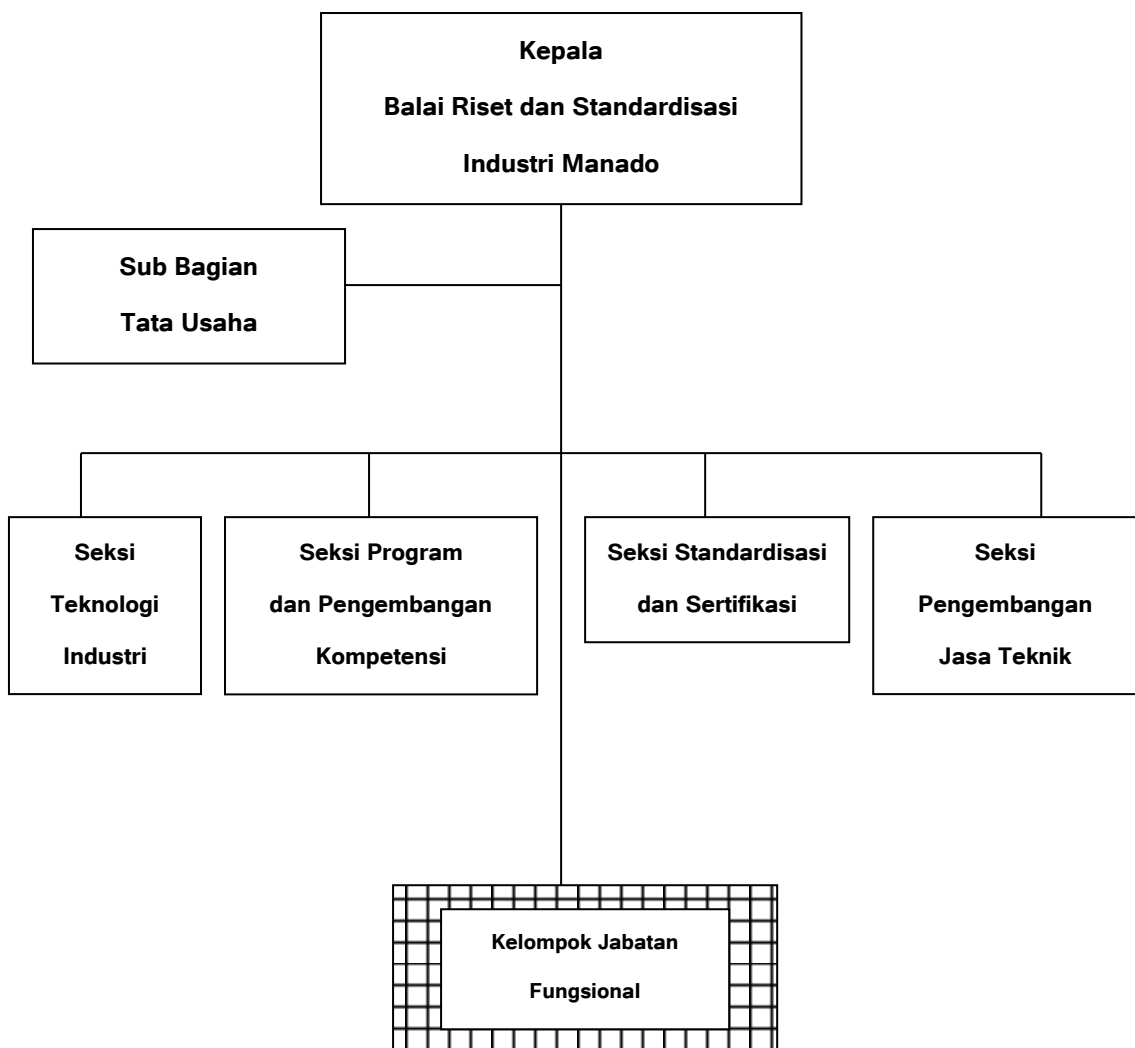 Kepala
Balai Riset dan Standardisasi
Industri Manado
Sub Bagian
Tata Usaha
Seksi
Teknologi
Industri
Seksi Program
dan Pengembangan
Kompetensi
Seksi Standardisasi
dan Sertifikasi
Seksi
Pengembangan
Jasa Teknik
Kelompok Jabatan
Fungsional